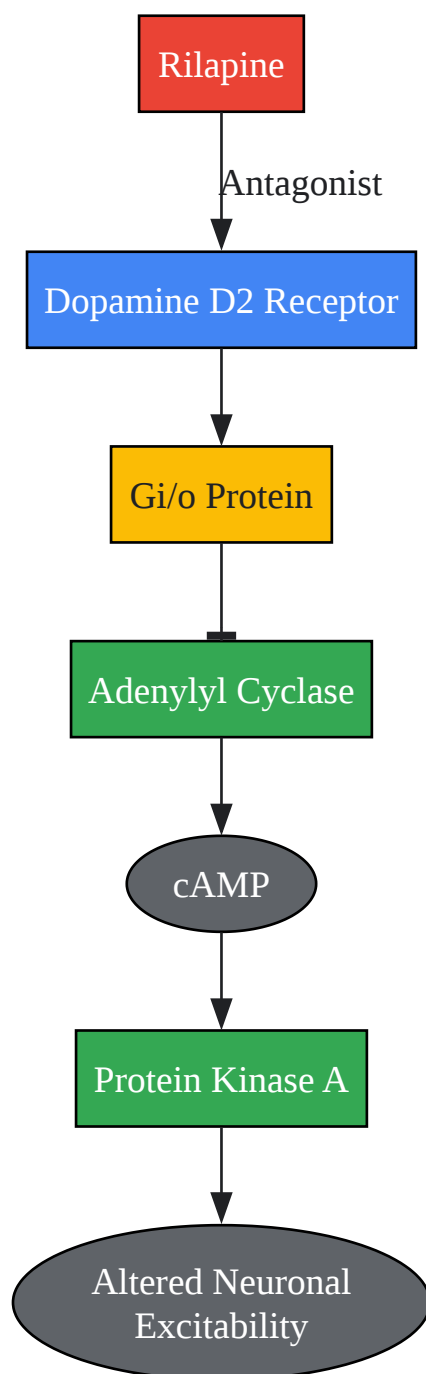 Rilapine
Antagonist
Dopamine D2 Receptor
Gi/o Protein
Adenylyl Cyclase
cAMP
Protein Kinase A
Altered Neuronal
Excitability